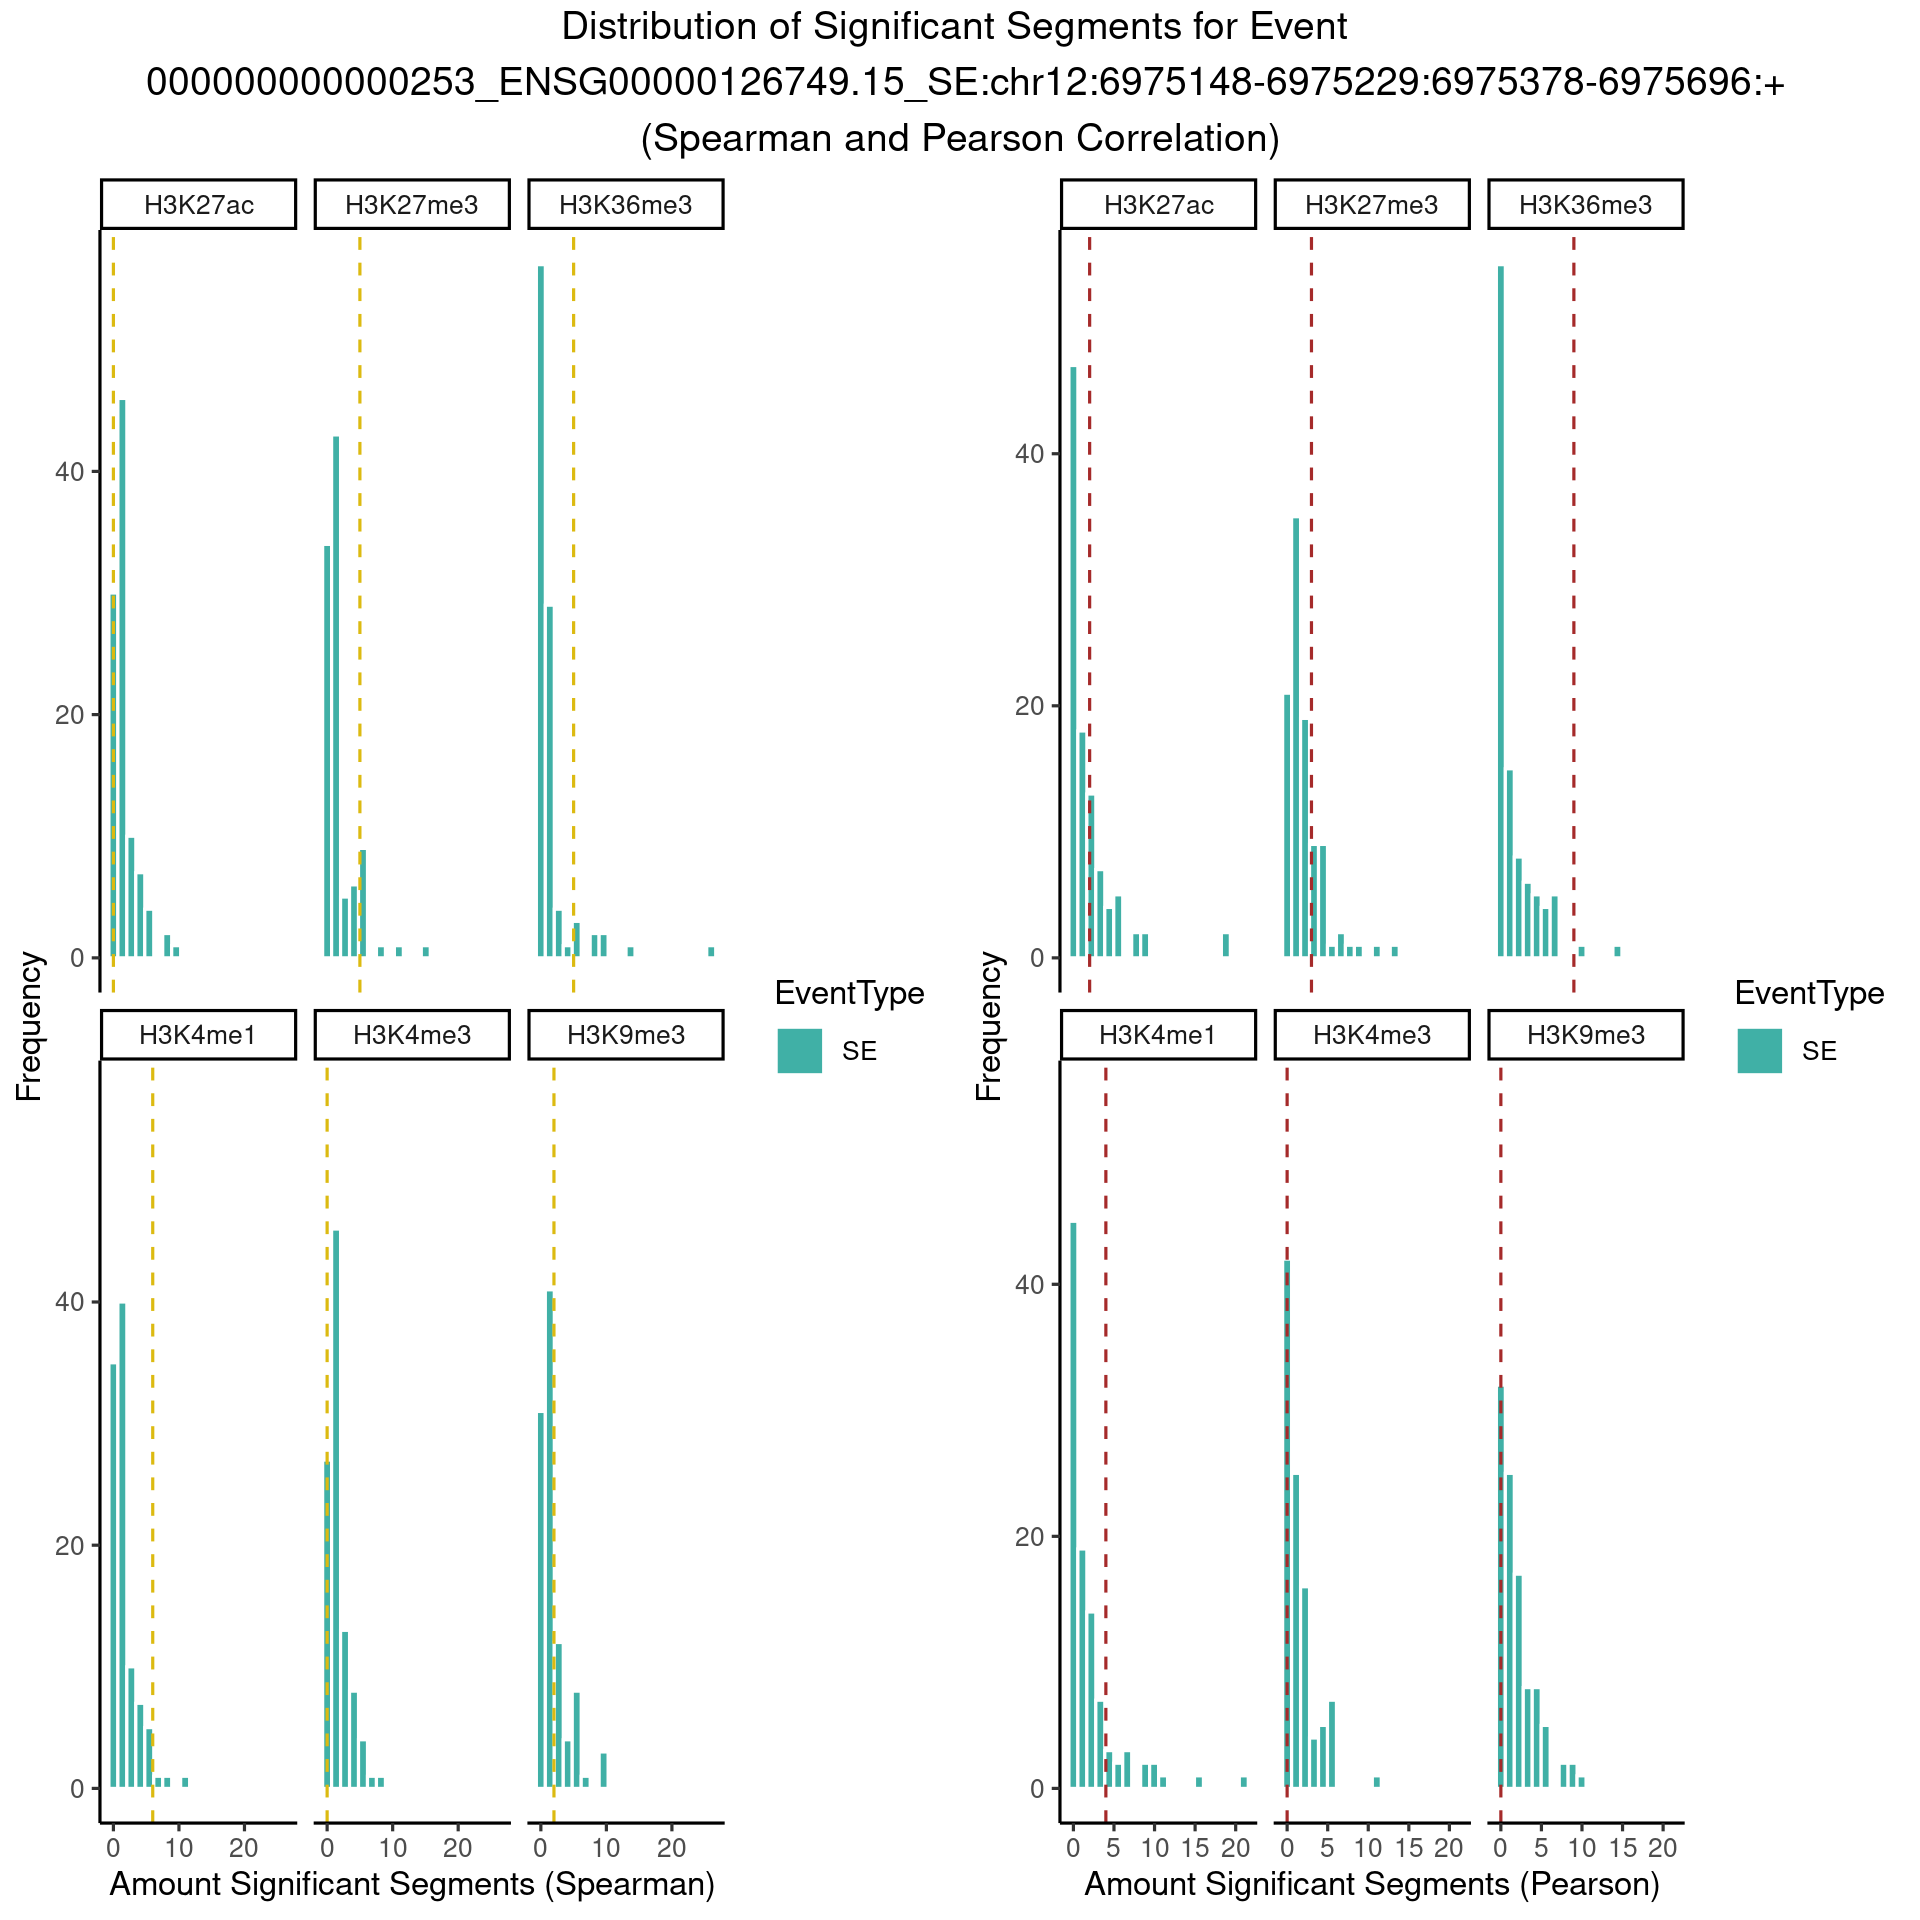 Distribution of Significant Segments for Event
000000000000253_ENSG00000126749.15_SE:chr12:6975148-6975229:6975378-6975696:+
(Spearman and Pearson Correlation)
H3K27ac H3K27me3 H3K36me3
40
20
0
H3K4me1 H3K4me3 H3K9me3
40
20
0
0 10 20 0 10 20 0 10 20
Frequency
Amount Significant Segments (Spearman)
EventType
SE
H3K27ac H3K27me3 H3K36me3
40
20
0
H3K4me1 H3K4me3 H3K9me3
40
20
0
0 5 10 15 20 0 5 10 15 20 0 5 10 15 20
Frequency
Amount Significant Segments (Pearson)
EventType
SE